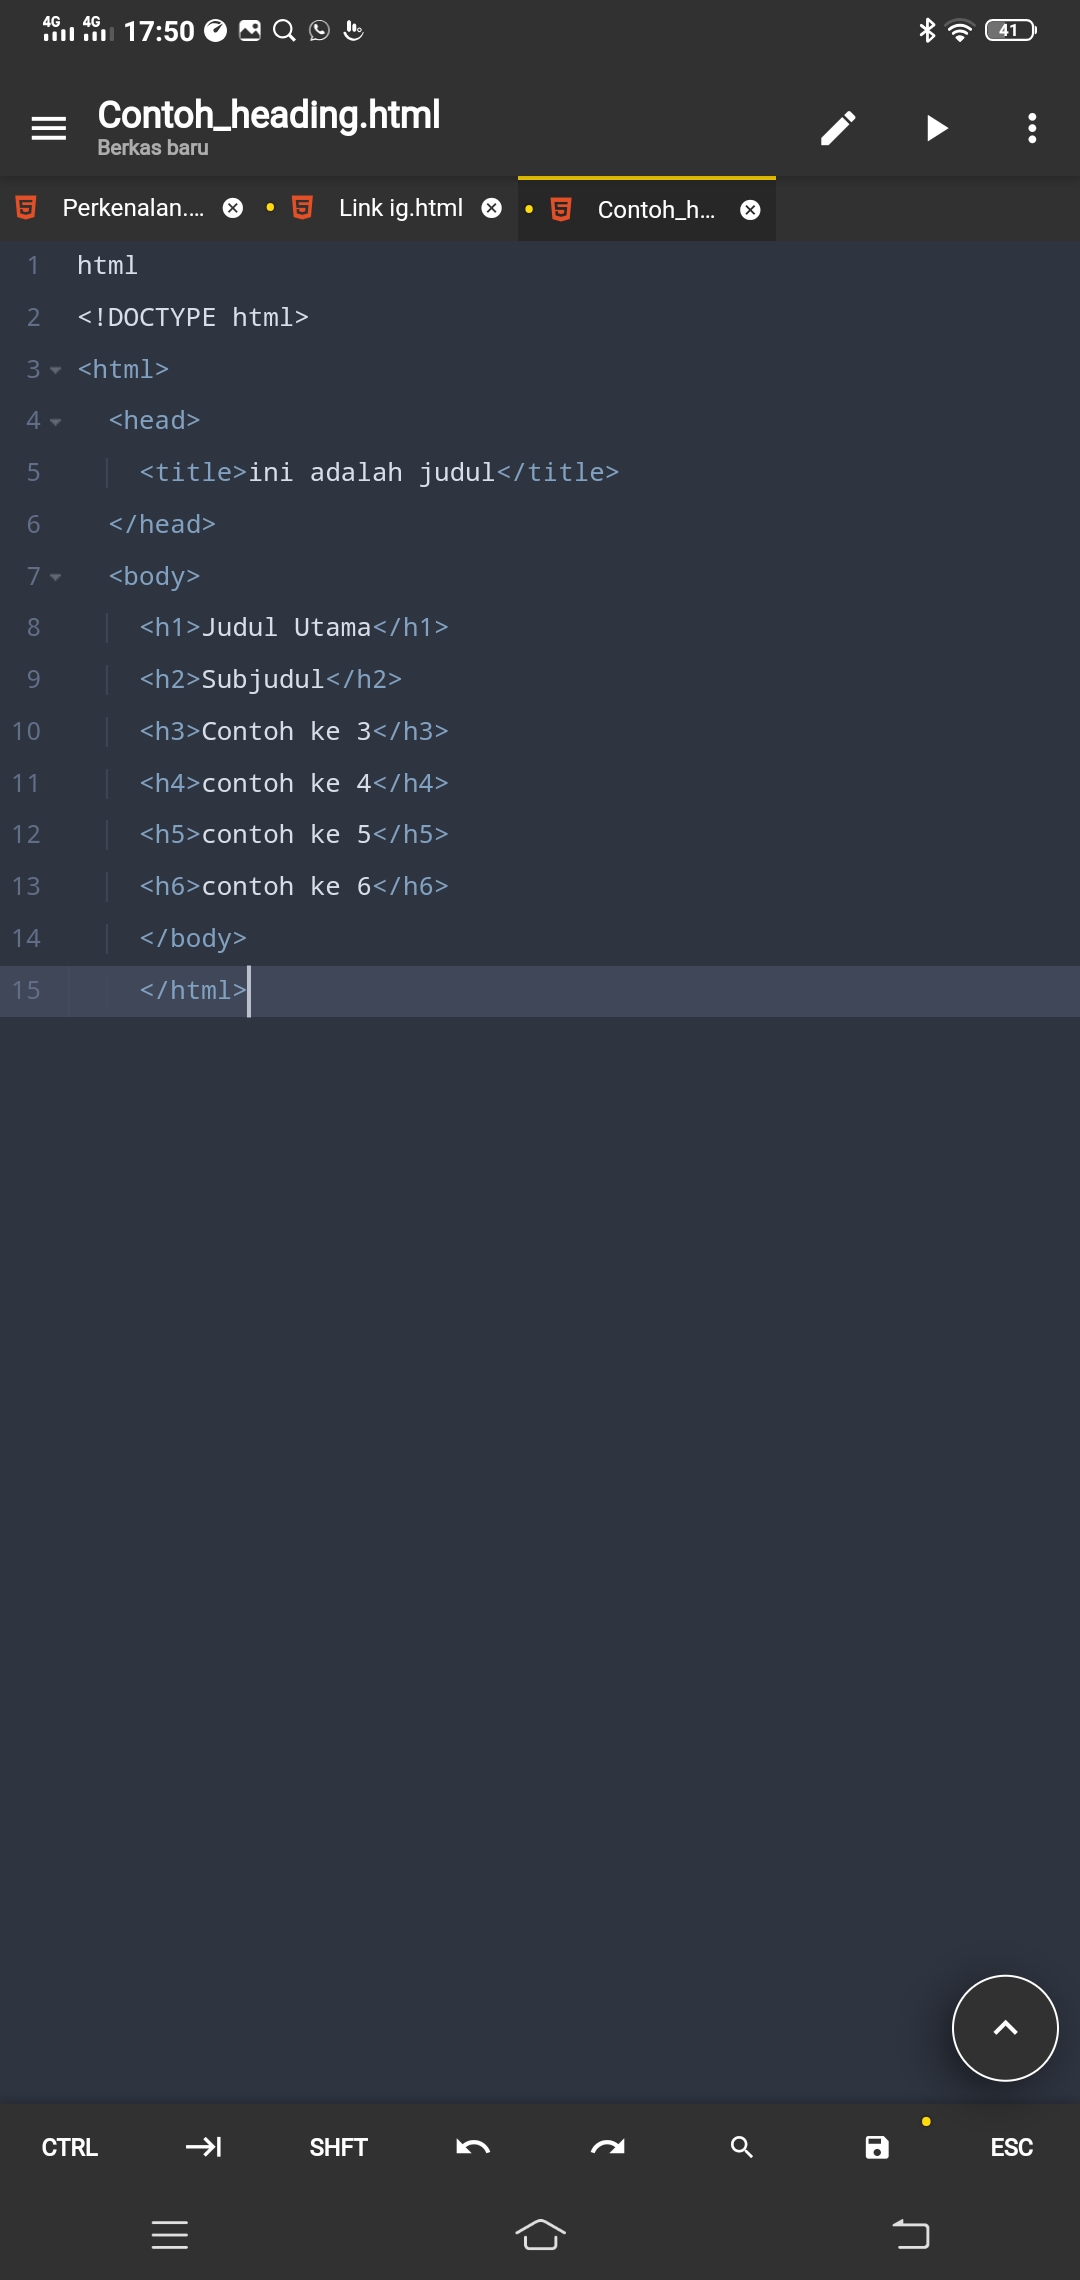 4G 4G 17:50 41
Contoh_heading.html
Berkas baru
Perkenalan.... Link ig.html Contoh_h...
1 html
2 <!DOCTYPE html>
3 <html>
4 <head>
5 <title>ini adalah judul</title>
6 </head>
7 <body>
8 <h1>Judul Utama</h1>
9 <h2>Subjudul</h2>
10 <h3>Contoh ke 3</h3>
11 <h4>contoh ke 4</h4>
12 <h5>contoh ke 5</h5>
13 <h6>contoh ke 6</h6>
14 </body>
15 </html>
CTRL SHFT ESC